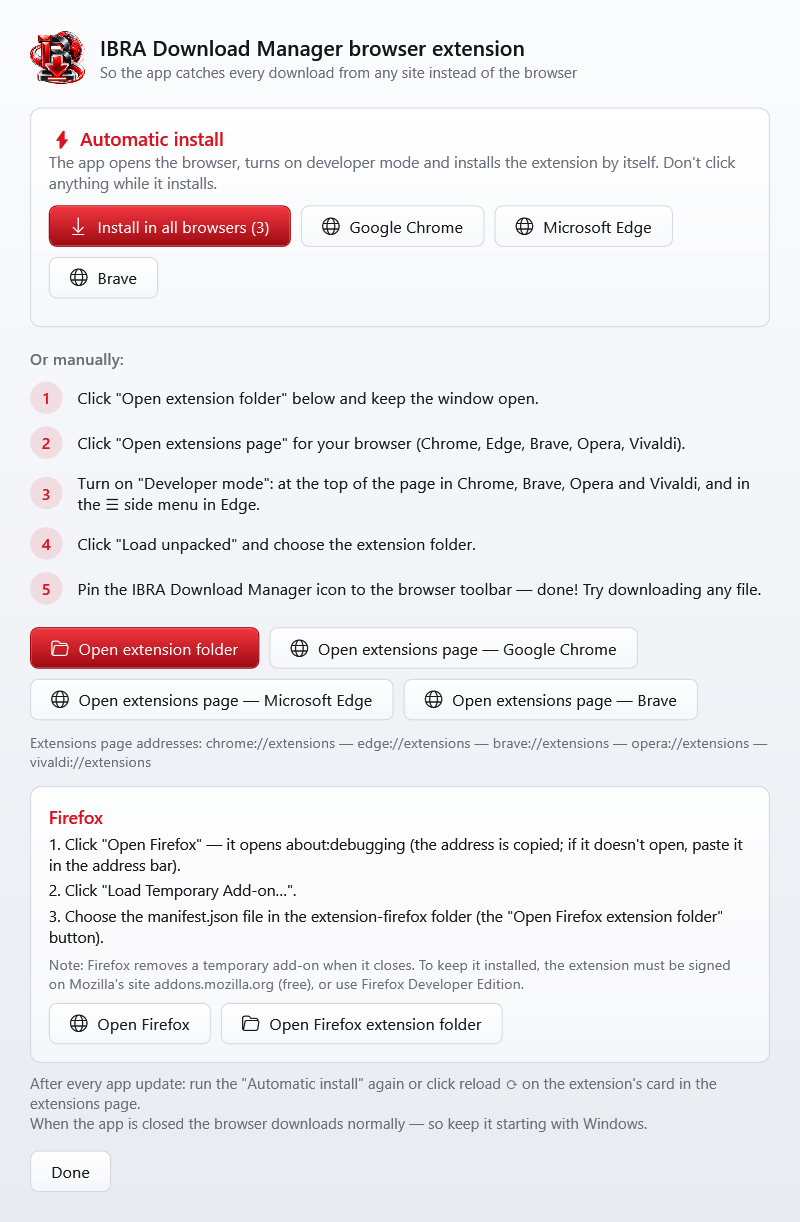 IBRA Download Manager browser extension
So the app catches every download from any site instead of the browser
Automatic install
The app opens the browser, turns on developer mode and installs the extension by itself. Don't click
anything while it installs.
Install in all browsers (3)
Google Chrome
Microsoft Edge
Brave
Or manually:
1 Click "Open extension folder" below and keep the window open.
2 Click "Open extensions page" for your browser (Chrome, Edge, Brave, Opera, Vivaldi).
3 Turn on "Developer mode": at the top of the page in Chrome, Brave, Opera and Vivaldi, and in
the ☰ side menu in Edge.
4 Click "Load unpacked" and choose the extension folder.
5 Pin the IBRA Download Manager icon to the browser toolbar — done! Try downloading any file.
Open extension folder
Open extensions page — Google Chrome
Open extensions page — Microsoft Edge
Open extensions page — Brave
Extensions page addresses: chrome://extensions — edge://extensions — brave://extensions — opera://extensions —
vivaldi://extensions
Firefox
1. Click "Open Firefox" — it opens about:debugging (the address is copied; if it doesn't open, paste it
in the address bar).
2. Click "Load Temporary Add-on…".
3. Choose the manifest.json file in the extension-firefox folder (the "Open Firefox extension folder"
button).
Note: Firefox removes a temporary add-on when it closes. To keep it installed, the extension must be signed
on Mozilla's site addons.mozilla.org (free), or use Firefox Developer Edition.
Open Firefox
Open Firefox extension folder
After every app update: run the "Automatic install" again or click reload ⟳ on the extension's card in the
extensions page.
When the app is closed the browser downloads normally — so keep it starting with Windows.
Done